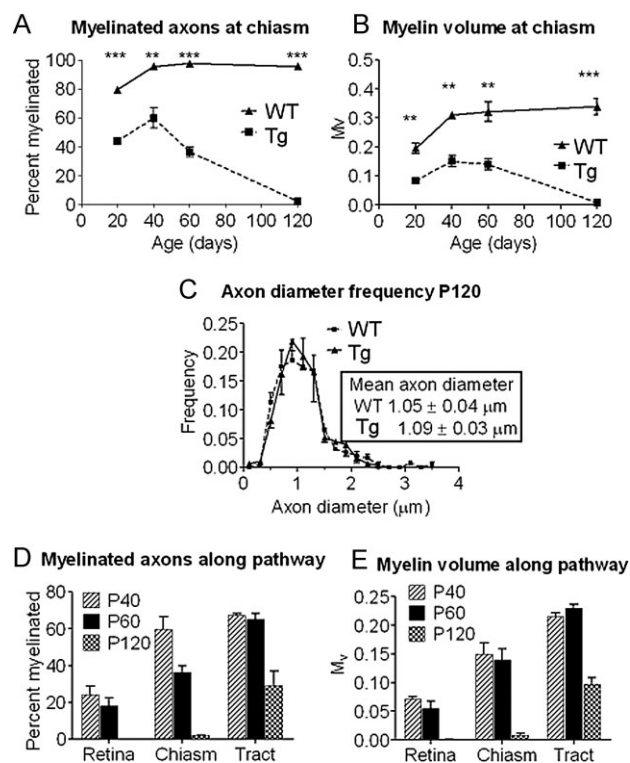 A Myelinated axons at chiasm
*** ** *** ***
100
80
60
40
20
0
Percent myelinated
WT
Tg
0 20 40 60 80 100 120
Age (days)
B Myelin volume at chiasm
** ** ** ***
0.5
0.4
0.3
0.2
0.1
0.0
Mv
WT
Tg
0 20 40 60 80 100 120
Age (days)
C Axon diameter frequency P120
0.25
0.20
0.15
0.10
0.05
0.00
Frequency
WT
Tg
Mean axon diameter
WT 1.05 ± 0.04 μm
Tg 1.09 ± 0.03 μm
0 1 2 3 4
Axon diameter (μm)
D Myelinated axons along pathway
80
60
40
20
0
Percent myelinated
P40
P60
P120
Retina Chiasm Tract
E Myelin volume along pathway
0.25
0.20
0.15
0.10
0.05
0.00
Mv
P40
P60
P120
Retina Chiasm Tract